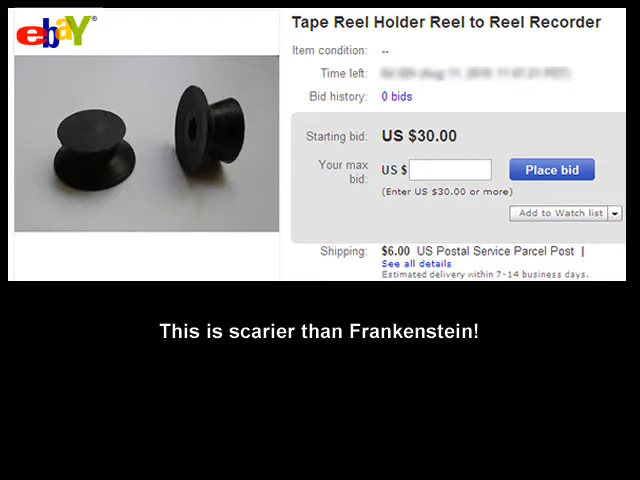 ebaY®
Tape Reel Holder Reel to Reel Recorder
Item condition: --
Time left:
Bid history: 0 bids
Starting bid: US $30.00
Your max bid: US $
Place bid
(Enter US $30.00 or more)
Add to Watch list
Shipping: $6.00 US Postal Service Parcel Post |
See all details
Estimated delivery within 7-14 business days.
This is scarier than Frankenstein!